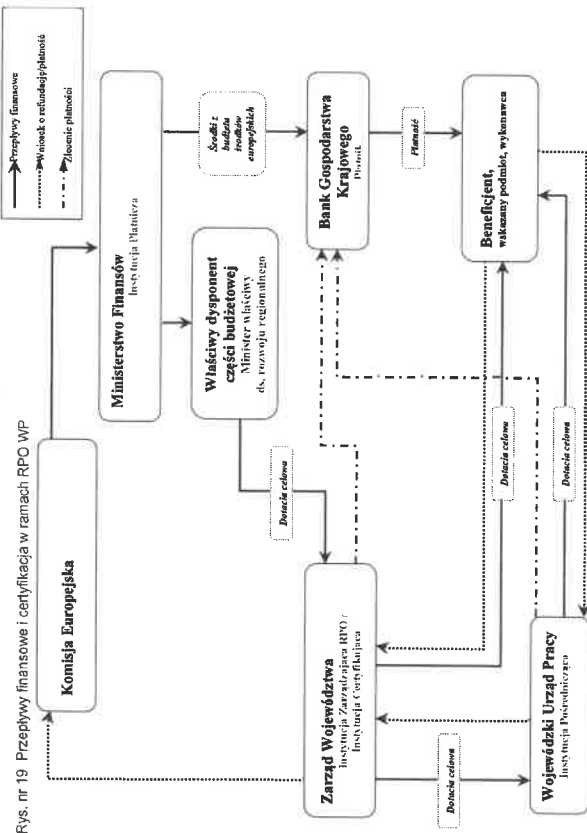 Rys. nr 19 Przepływy finansowe i certyfikacja w ramach RPO WP
Przepływy finansowe
Wniosek o refundację/płatność
Zlecenie płatności
Komisja Europejska
Ministerstwo Finansów
Instytucja Płatnicza
Właściwy dysponent
części budżetowej
Minister właściwy
ds. rozwoju regionalnego
Środki z
budżetu
środków
europejskich
Dotacja celowa
Zarząd Województwa
Instytucja Zarządzająca RPO /
Instytucja Certyfikująca
Bank Gospodarstwa
Krajowego
Płatnik
Płatność
Dotacja celowa
Dotacja celowa
Dotacja celowa
Wojewódzki Urząd Pracy
Instytucja Pośrednicząca
Beneficjent,
wskazany podmiot, wykonawca